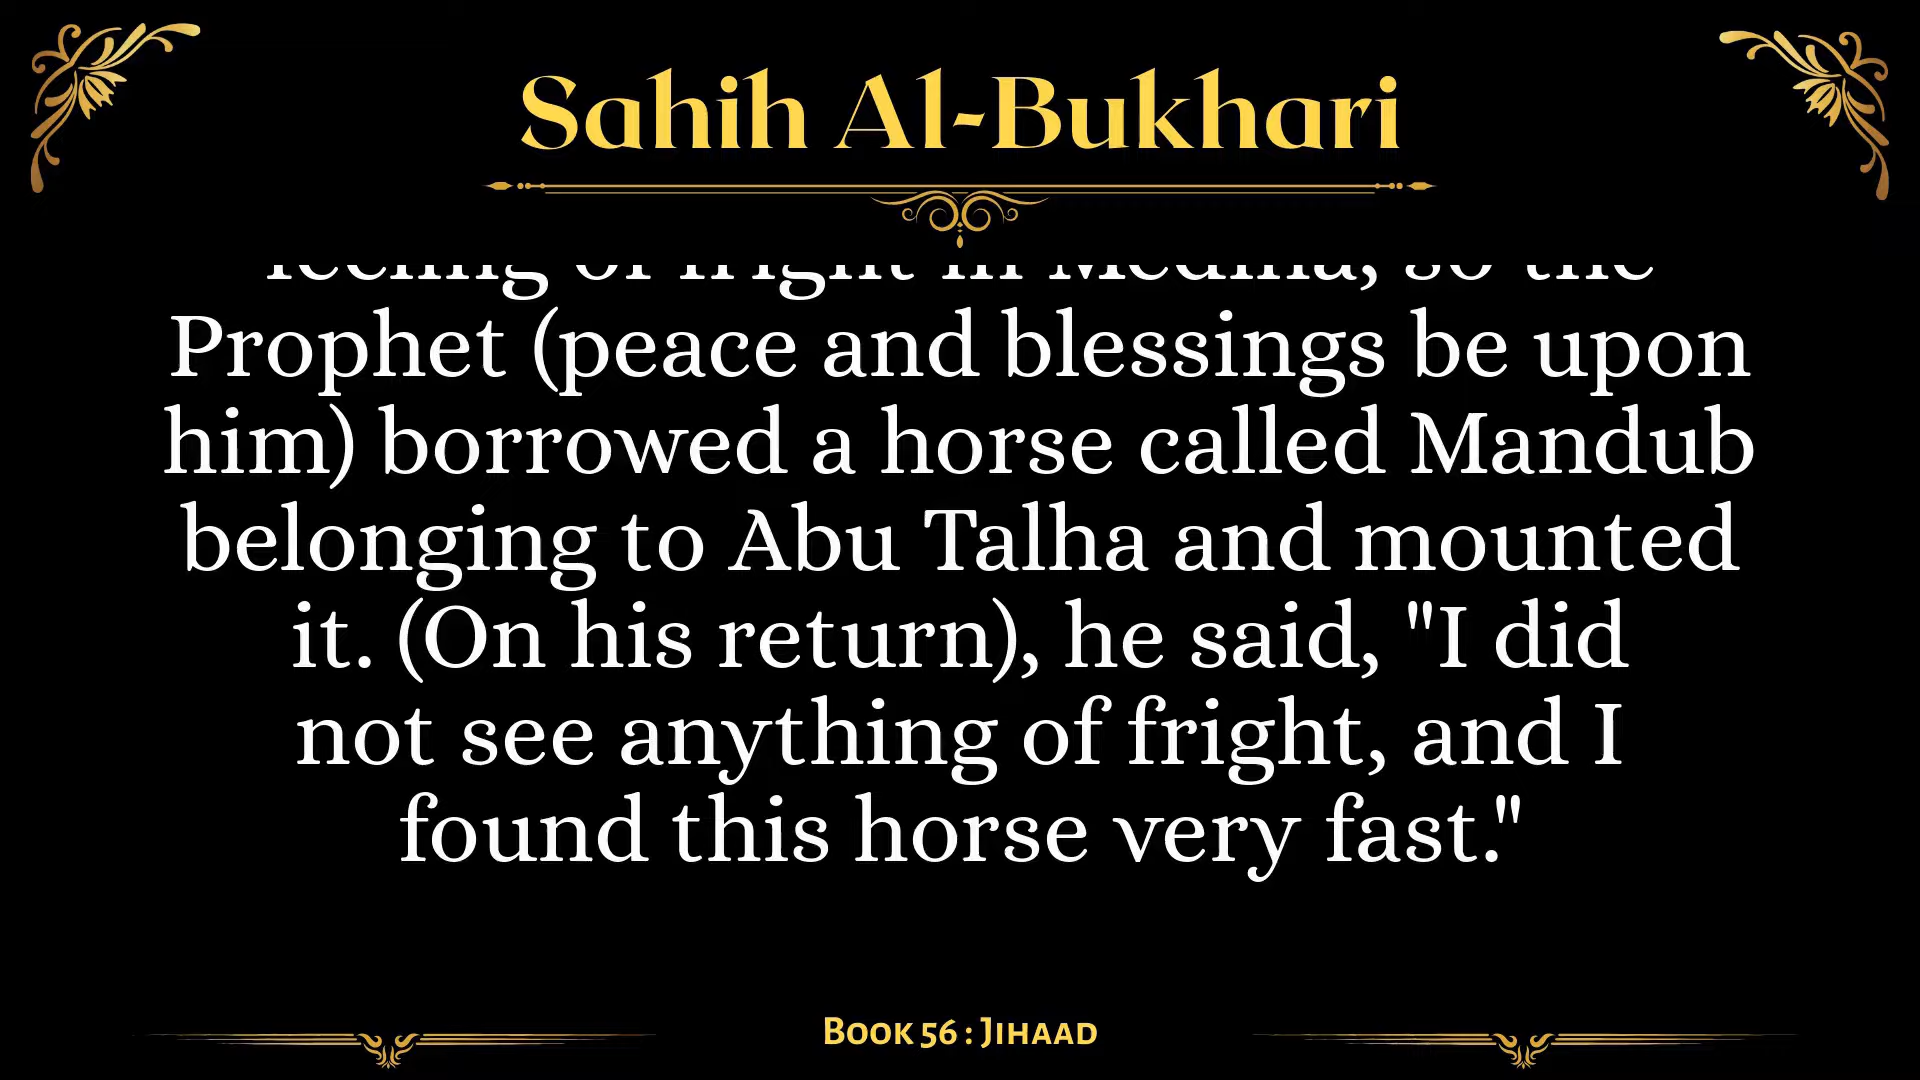 Sahih Al-Bukhari
feeling of fright in Medina, so the
Prophet (peace and blessings be upon
him) borrowed a horse called Mandub
belonging to Abu Talha and mounted
it. (On his return), he said, "I did
not see anything of fright, and I
found this horse very fast."
Book 56 : Jihaad